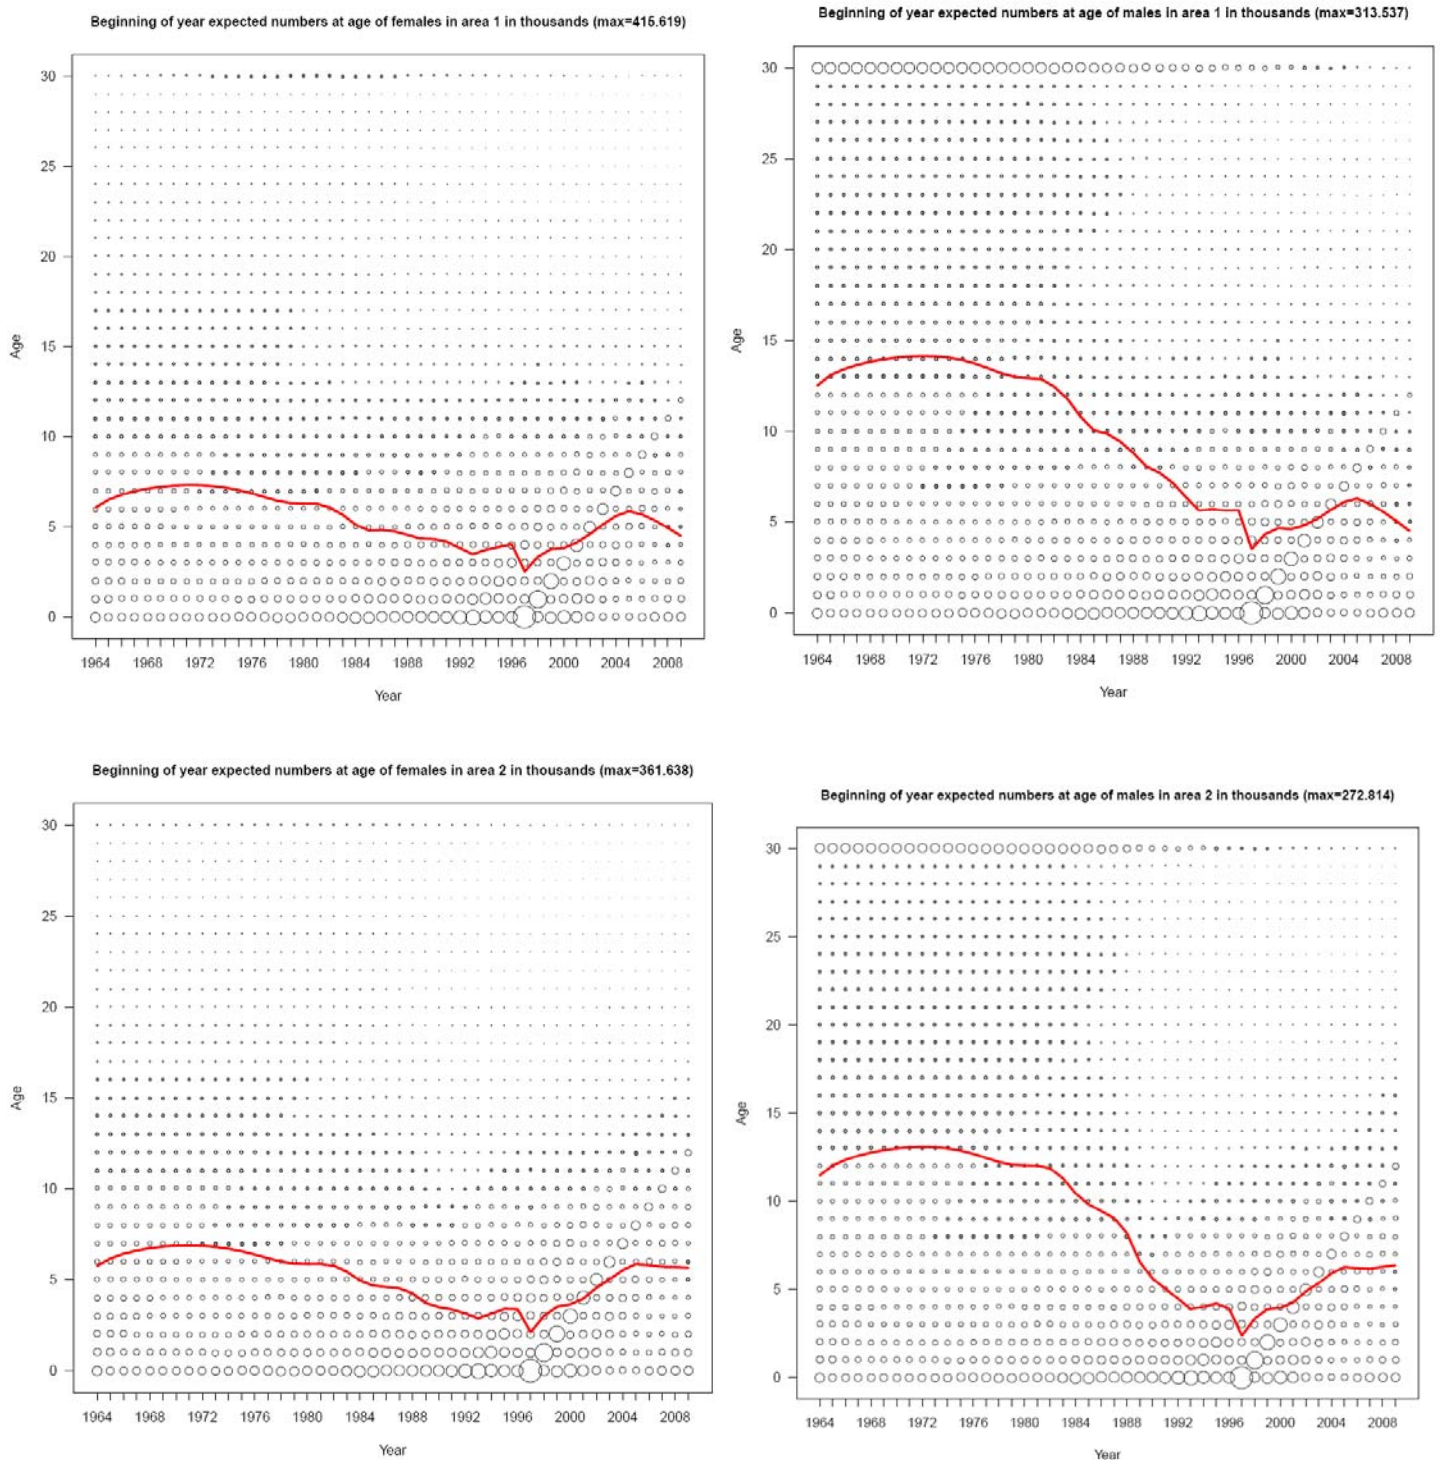 Beginning of year expected numbers at age of females in area 1 in thousands (max=415.619)
30
25
20
15
10
5
0
Age
1964 1968 1972 1976 1980 1984 1988 1992 1996 2000 2004 2008
Year
Beginning of year expected numbers at age of males in area 1 in thousands (max=313.537)
30
25
20
15
10
5
0
Age
1964 1968 1972 1976 1980 1984 1988 1992 1996 2000 2004 2008
Year
Beginning of year expected numbers at age of females in area 2 in thousands (max=361.638)
30
25
20
15
10
5
0
Age
1964 1968 1972 1976 1980 1984 1988 1992 1996 2000 2004 2008
Year
Beginning of year expected numbers at age of males in area 2 in thousands (max=272.814)
30
25
20
15
10
5
0
Age
1964 1968 1972 1976 1980 1984 1988 1992 1996 2000 2004 2008
Year